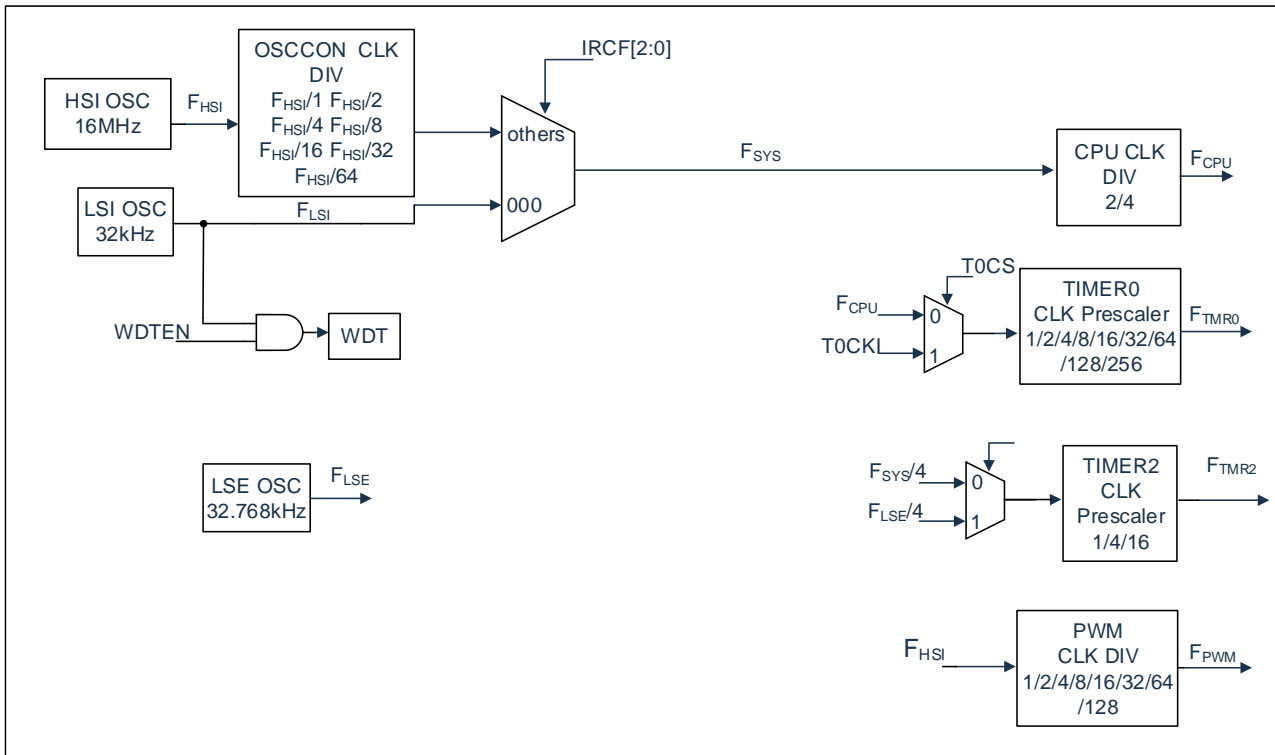 HSI OSC
16MHz
FHSI
OSCCON CLK
DIV
FHSI/1 FHSI/2
FHSI/4 FHSI/8
FHSI/16 FHSI/32
FHSI/64
IRCF[2:0]
others
000
FSYS
CPU CLK
DIV
2/4
FCPU
LSI OSC
32kHz
FLSI
WDTEN
WDT
T0CS
FCPU
0
T0CKI
1
TIMER0
CLK Prescaler
1/2/4/8/16/32/64
/128/256
FTMR0
LSE OSC
32.768kHz
FLSE
FSYS/4
0
FLSE/4
1
TIMER2
CLK
Prescaler
1/4/16
FTMR2
FHSI
PWM
CLK DIV
1/2/4/8/16/32/64
/128
FPWM